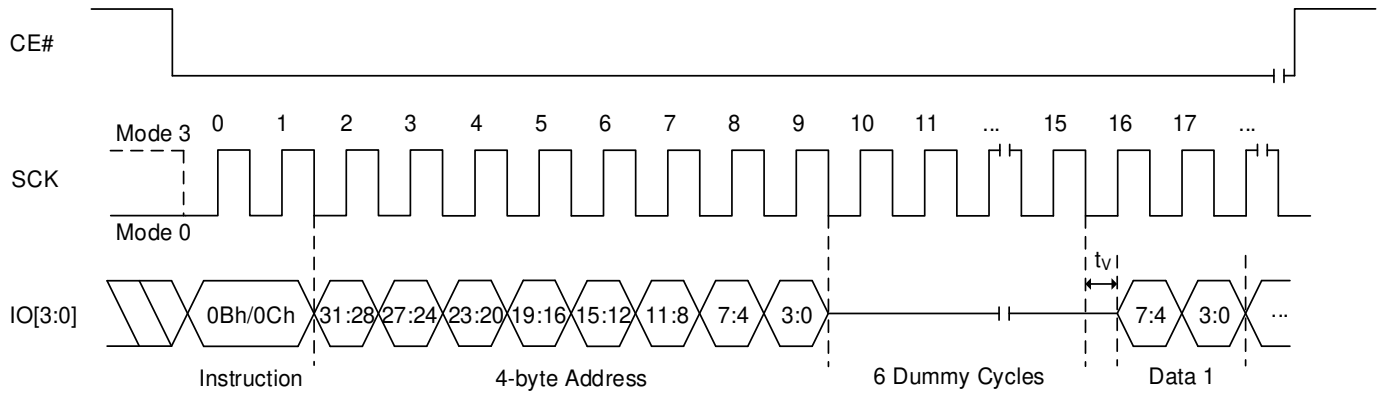 CE#
Mode 3
0 1 2 3 4 5 6 7 8 9 10 11 ... 15 16 17 ...
SCK
Mode 0
tV
IO[3:0]
0Bh/0Ch 31:28 27:24 23:20 19:16 15:12 11:8 7:4 3:0 7:4 3:0 ...
Instruction 4-byte Address 6 Dummy Cycles Data 1